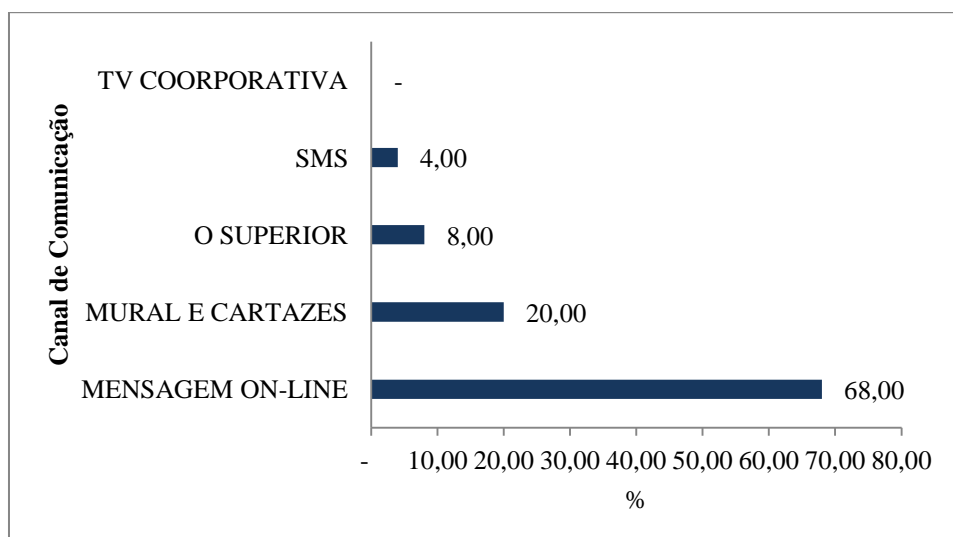 Canal de Comunicação
TV COORPORATIVA
-
SMS
4,00
O SUPERIOR
8,00
MURAL E CARTAZES
20,00
MENSAGEM ON-LINE
68,00
- 10,00 20,00 30,00 40,00 50,00 60,00 70,00 80,00
%